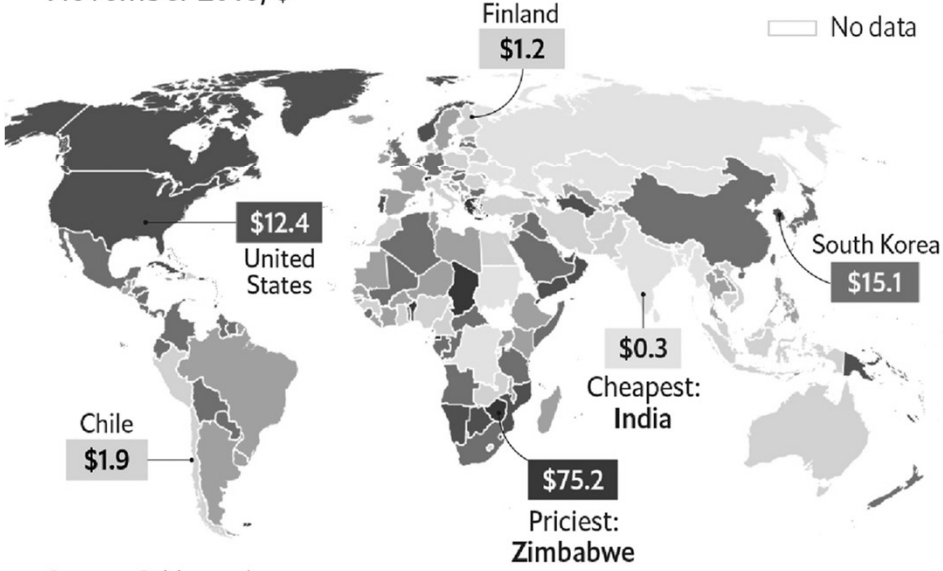 Finland
$1.2
No data
$12.4
United
States
South Korea
$15.1
$0.3
Cheapest:
India
Chile
$1.9
$75.2
Priciest:
Zimbabwe